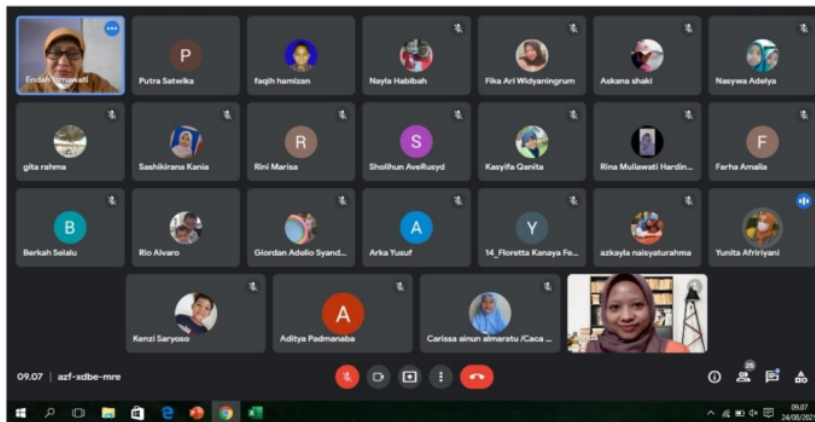 Endah Ismawati
P
Putra Satwika
faqih hamizan
Nayla Habibah
Fika Ari Widyaningrum
Askana shaki
Nasywa Adelya
gita rahma
Sashikirana Kania
R
Rini Marisa
S
Sholihun AveRusyd
Kasyifa Qanita
Rina Muliawati Hardin...
F
Farha Amalia
B
Berkah Selalu
Rio Alvaro
Giordan Adelio Syand...
A
Arka Yusuf
Y
14_Floretta Kanaya Fe...
azkayla naisyaturahma
Yunita Afririyani
Kenzi Saryoso
A
Aditya Padmanaba
Carissa ainun almaratu /Caca ...
09.07 | azf-xdbe-mre
25
09.07
24/08/2021